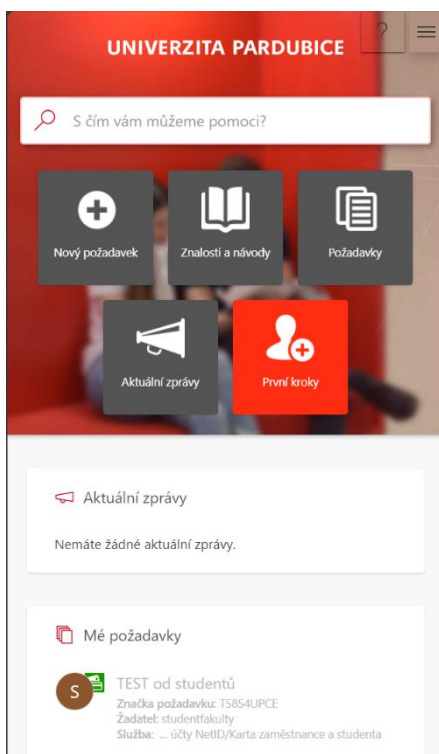 UNIVERZITA PARDUBICE
?
S čím vám můžeme pomoci?
Nový požadavek
Znalosti a návody
Požadavky
Aktuální zprávy
První kroky
Aktuální zprávy
Nemáte žádné aktuální zprávy.
Mé požadavky
S
TEST od studentů
Značka požadavku: T5854UPCE
Žadatel: studentfakulty
Služba: ... účty NetID/Karta zaměstnance a studenta